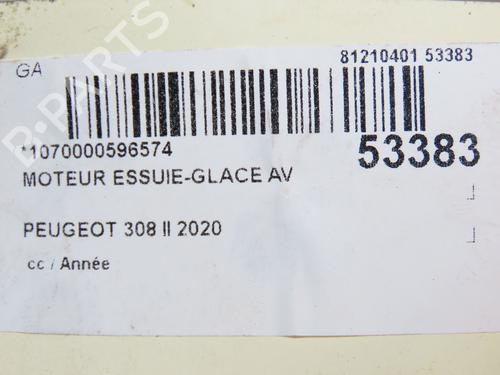 GA
81210401 53383
*1070000596574
53383
MOTEUR ESSUIE-GLACE AV
PEUGEOT 308 II 2020
cc / Année
B-PARTS